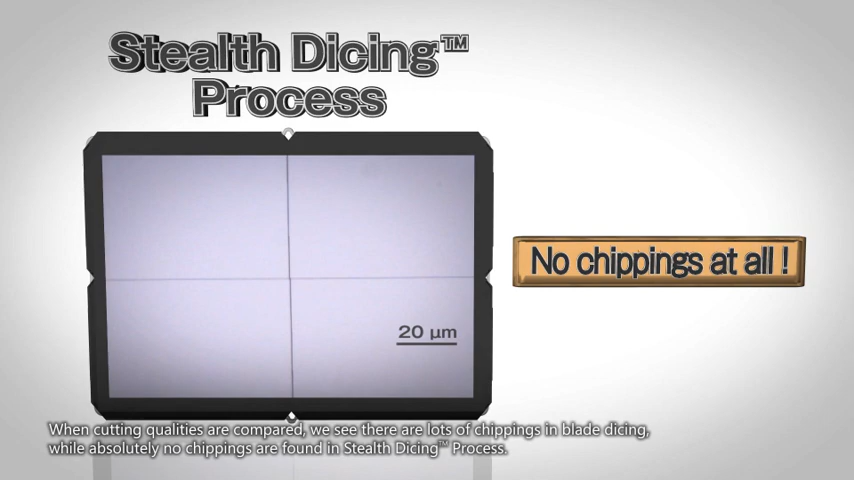 Stealth Dicing™
Process
No chippings at all !
20 µm
When cutting qualities are compared, we see there are lots of chippings in blade dicing,
while absolutely no chippings are found in Stealth Dicing™ Process.